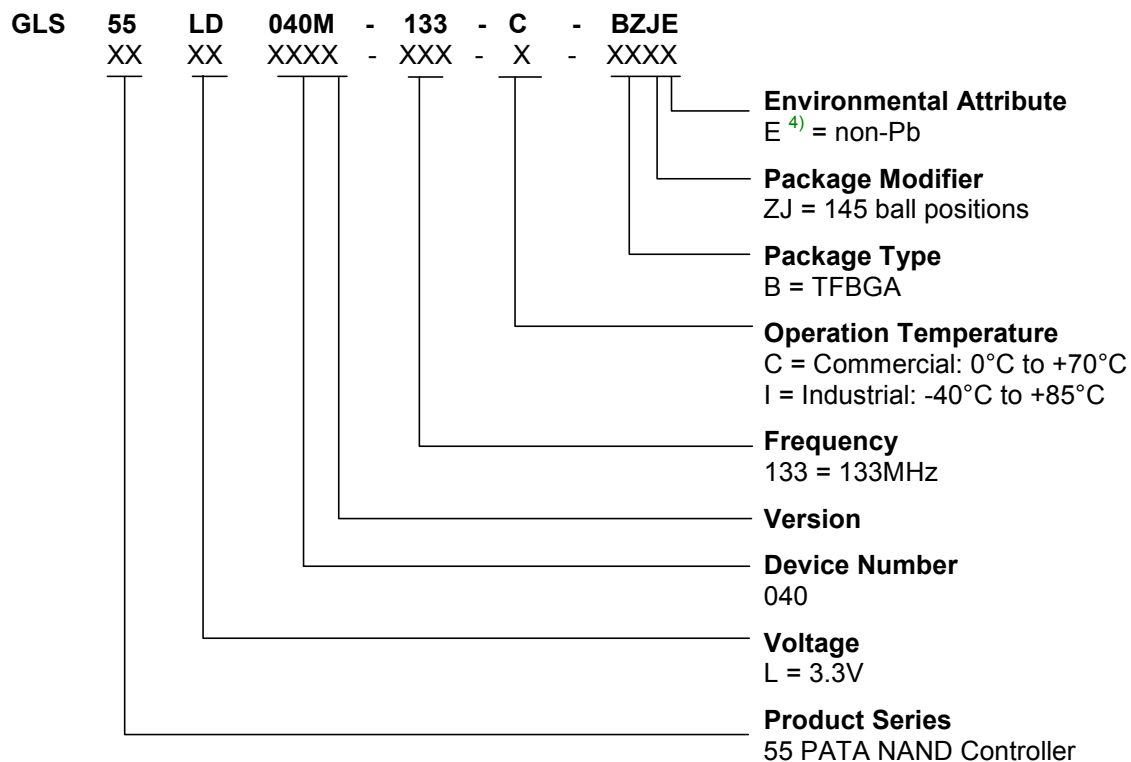 GLS 55 LD 040M - 133 - C - BZJE
XX XX XXXX - XXX - X - XXXX
Environmental Attribute
E 4) = non-Pb
Package Modifier
ZJ = 145 ball positions
Package Type
B = TFBGA
Operation Temperature
C = Commercial: 0°C to +70°C
I = Industrial: -40°C to +85°C
Frequency
133 = 133MHz
Version
Device Number
040
Voltage
L = 3.3V
Product Series
55 PATA NAND Controller